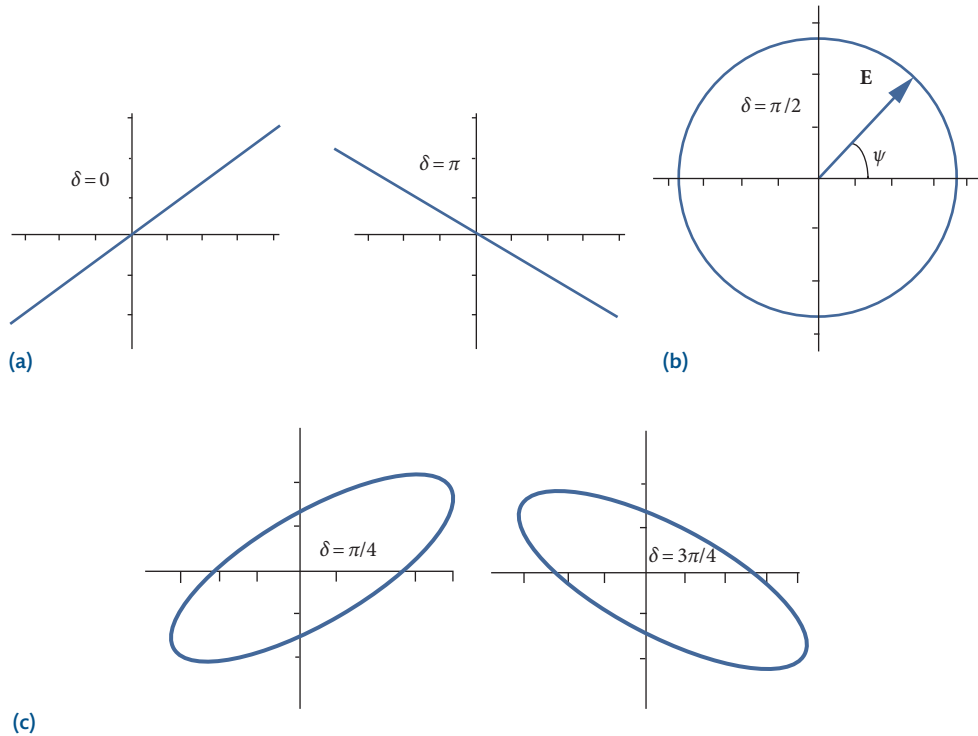 δ = 0
δ = π
δ = π/2
E
ψ
(a)
(b)
δ = π/4
δ = 3π/4
(c)